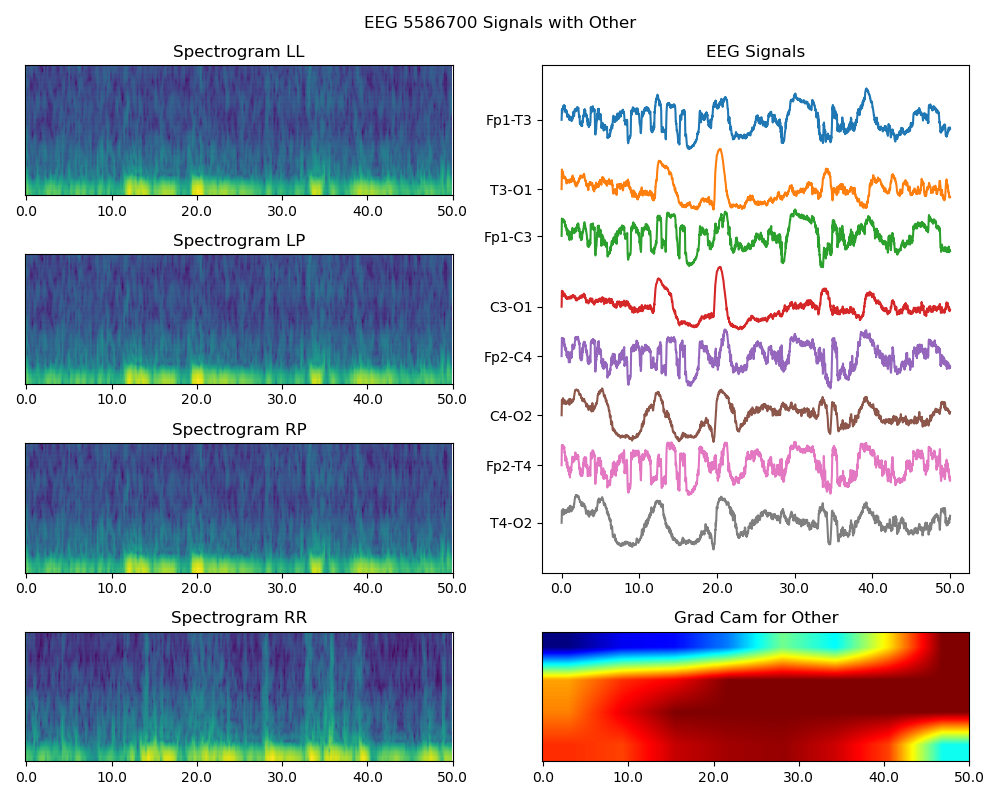 EEG 5586700 Signals with Other
Spectrogram LL
0.0 10.0 20.0 30.0 40.0 50.0
Spectrogram LP
0.0 10.0 20.0 30.0 40.0 50.0
Spectrogram RP
0.0 10.0 20.0 30.0 40.0 50.0
Spectrogram RR
0.0 10.0 20.0 30.0 40.0 50.0
EEG Signals
Fp1-T3
T3-O1
Fp1-C3
C3-O1
Fp2-C4
C4-O2
Fp2-T4
T4-O2
0.0 10.0 20.0 30.0 40.0 50.0
Grad Cam for Other
0.0 10.0 20.0 30.0 40.0 50.0